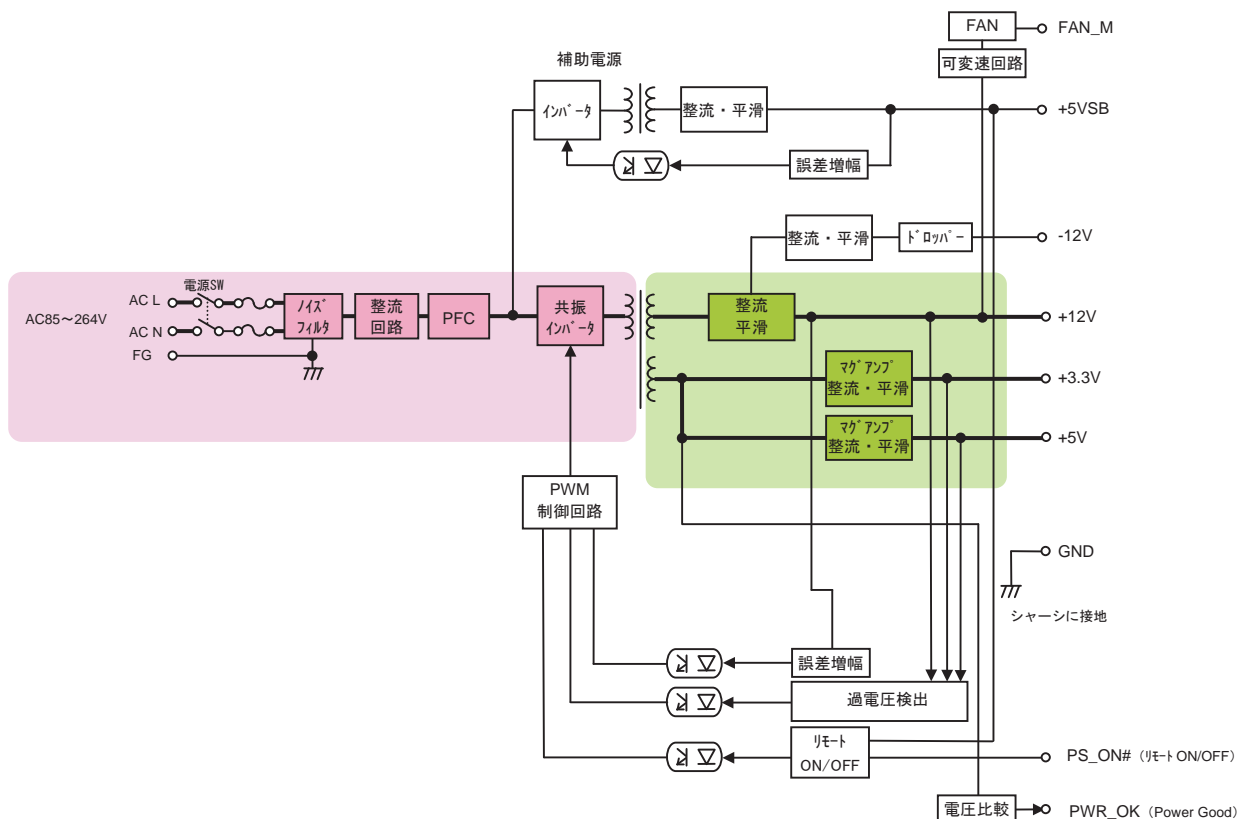 FAN
FAN_M
可変速回路
補助電源
ｲﾝﾊﾞｰﾀ
整流・平滑
+5VSB
誤差増幅
整流・平滑
ﾄﾞﾛｯﾊﾟｰ
-12V
AC85～264V
電源SW
AC L
AC N
FG
ﾉｲｽﾞ
ﾌｨﾙﾀ
整流
回路
PFC
共振
ｲﾝﾊﾞｰﾀ
整流
平滑
+12V
ﾏｸﾞｱﾝﾌﾟ
整流・平滑
+3.3V
ﾏｸﾞｱﾝﾌﾟ
整流・平滑
+5V
PWM
制御回路
GND
シャーシに接地
誤差増幅
過電圧検出
ﾘﾓｰﾄ
ON/OFF
PS_ON#（ﾘﾓｰﾄ ON/OFF）
電圧比較
PWR_OK（Power Good）